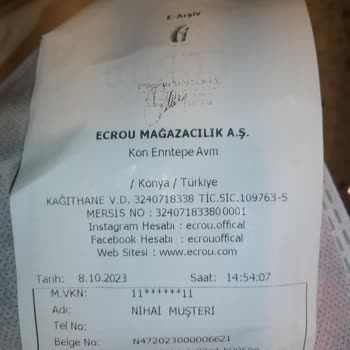 E-Arşiv
ECROU MAĞAZACILIK A.Ş.
Kon Enntepe Avm
/ Konya / Türkiye
KAĞITHANE V.D. 3240718338 TİC.SİC.109763-5
MERSİS NO : 324071833800001
Instagram Hesabı : ecrou.offical
Facebook Hesabı : ecrouoffical
Web Sitesi : www.ecrou.com
Tarih: 8.10.2023 Saat: 14:54:07
M.VKN: 11******11
Adı: NİHAİ MUŞTERİ
Tel No:
Belge No: N472023000006621